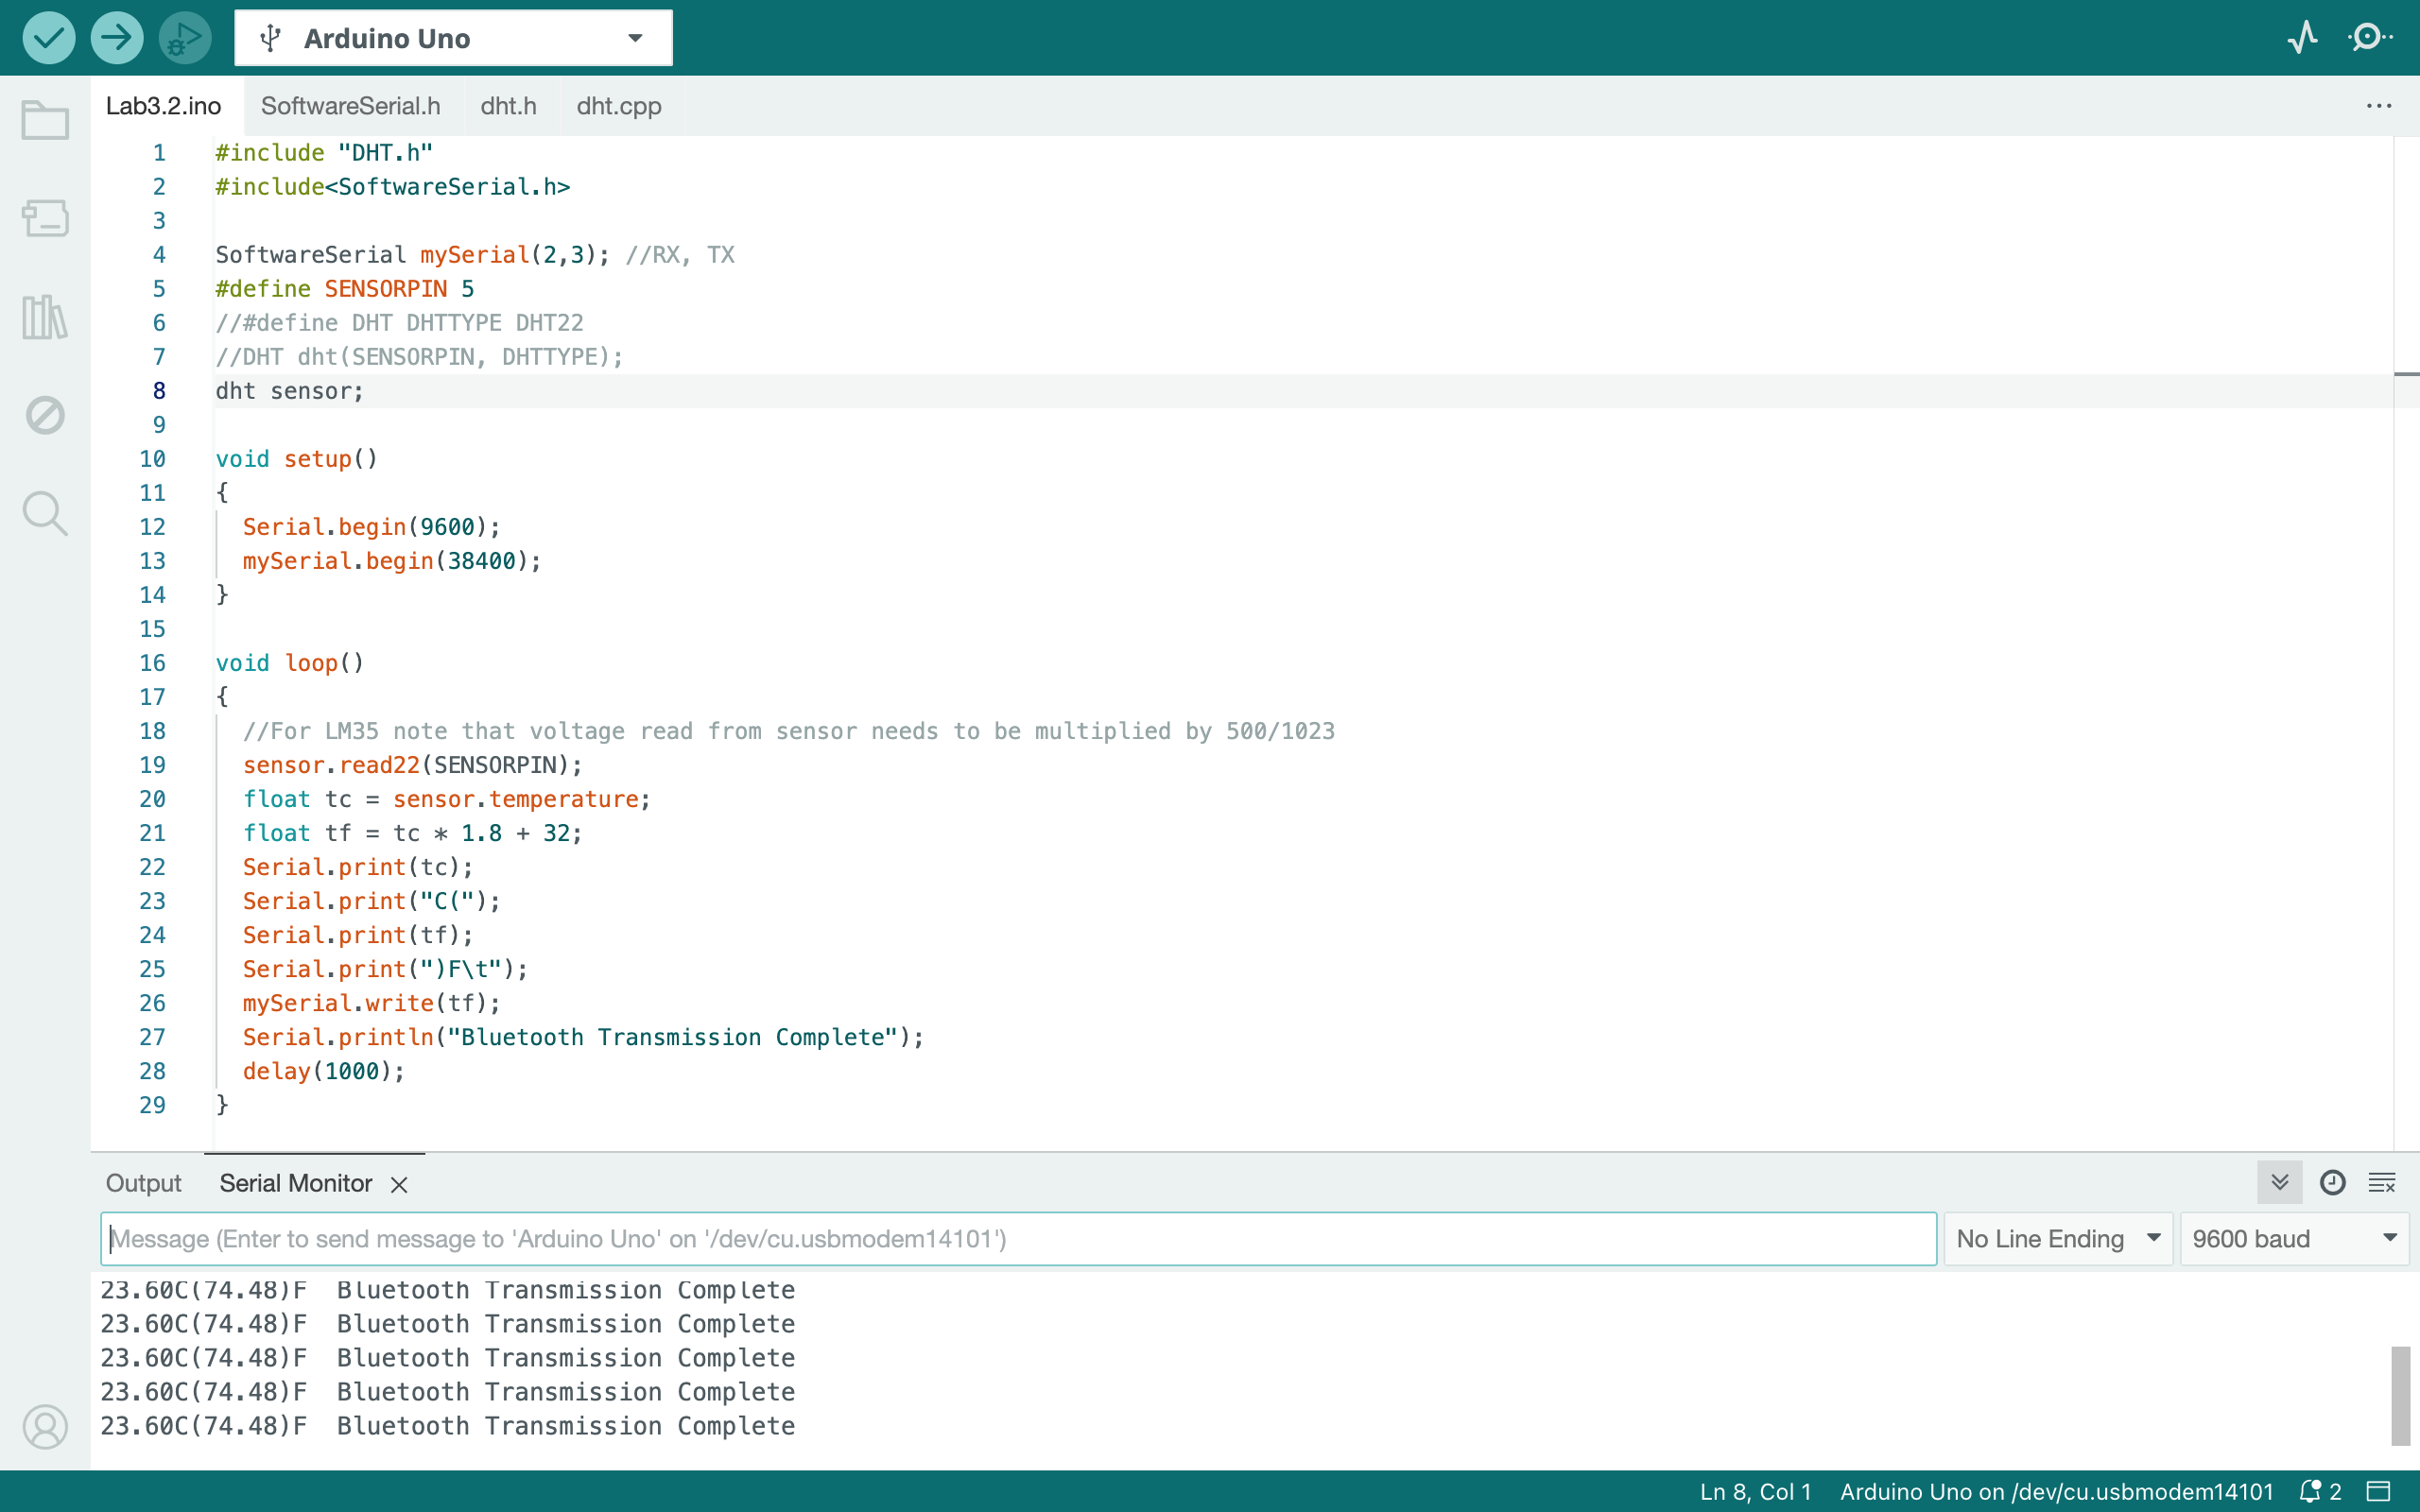 Arduino Uno
Lab3.2.ino SoftwareSerial.h dht.h dht.cpp ...
1 #include "DHT.h"
2 #include<SoftwareSerial.h>
3
4 SoftwareSerial mySerial(2,3); //RX, TX
5 #define SENSORPIN 5
6 //#define DHT DHTTYPE DHT22
7 //DHT dht(SENSORPIN, DHTTYPE);
8 dht sensor;
9
10 void setup()
11 {
12 Serial.begin(9600);
13 mySerial.begin(38400);
14 }
15
16 void loop()
17 {
18 //For LM35 note that voltage read from sensor needs to be multiplied by 500/1023
19 sensor.read22(SENSORPIN);
20 float tc = sensor.temperature;
21 float tf = tc * 1.8 + 32;
22 Serial.print(tc);
23 Serial.print("C(");
24 Serial.print(tf);
25 Serial.print(")F\t");
26 mySerial.write(tf);
27 Serial.println("Bluetooth Transmission Complete");
28 delay(1000);
29 }
Output Serial Monitor
Message (Enter to send message to 'Arduino Uno' on '/dev/cu.usbmodem14101') No Line Ending 9600 baud
23.60C(74.48)F Bluetooth Transmission Complete
23.60C(74.48)F Bluetooth Transmission Complete
23.60C(74.48)F Bluetooth Transmission Complete
23.60C(74.48)F Bluetooth Transmission Complete
23.60C(74.48)F Bluetooth Transmission Complete
Ln 8, Col 1 Arduino Uno on /dev/cu.usbmodem14101 2